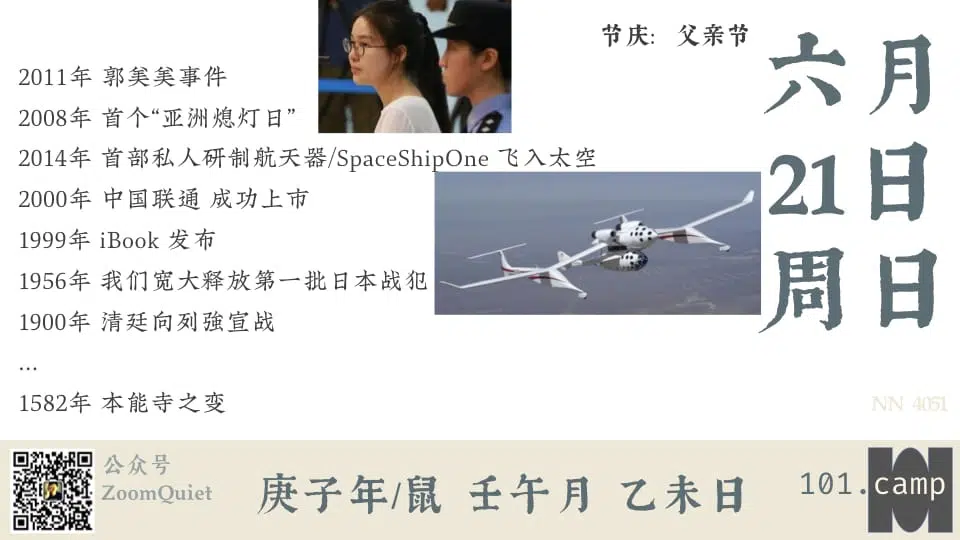 节庆: 父亲节
六月
21日
周日
2011年 郭美美事件
2008年 首个“亚洲熄灯日”
2014年 首部私人研制航天器/SpaceShipOne 飞入太空
2000年 中国联通 成功上市
1999年 iBook 发布
1956年 我们宽大释放第一批日本战犯
1900年 清廷向列強宣战
...
1582年 本能寺之变
NN 4051
公众号
ZoomQuiet
庚子年/鼠 壬午月 乙未日
101.camp